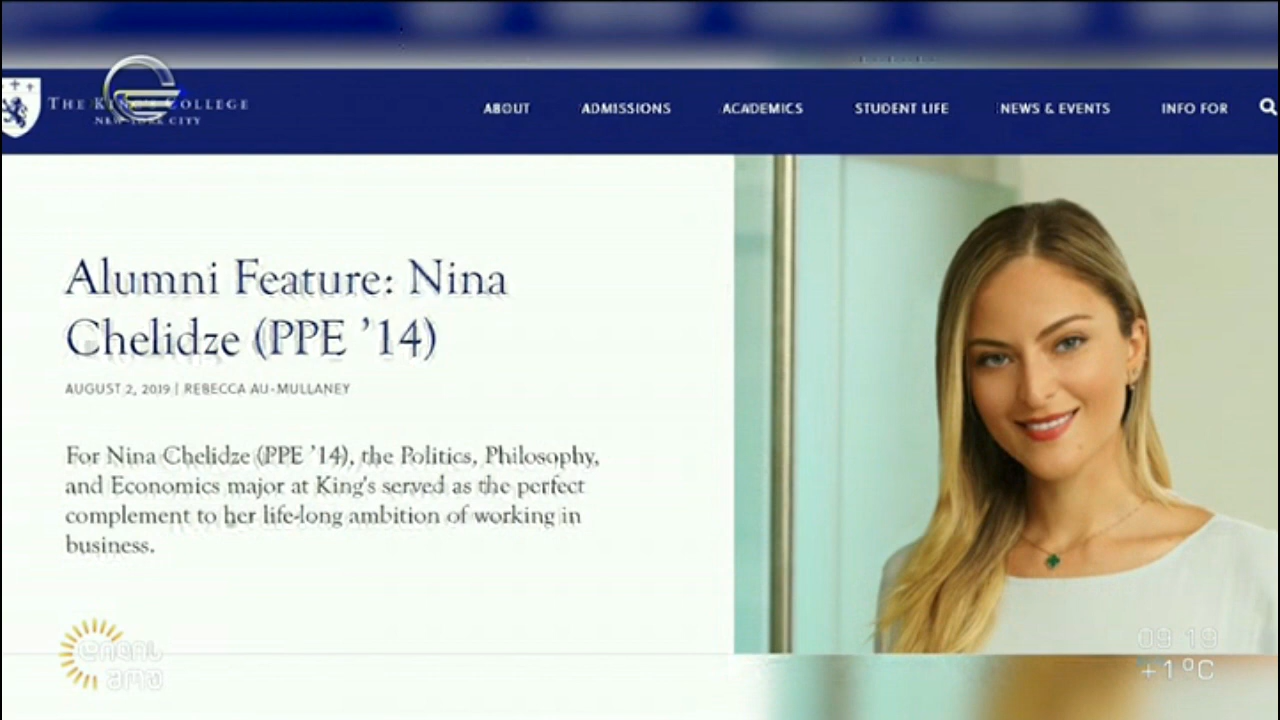 THE KING'S COLLEGE
NEW YORK CITY
ABOUT
ADMISSIONS
ACADEMICS
STUDENT LIFE
NEWS & EVENTS
INFO FOR
Alumni Feature: Nina
Chelidze (PPE ’14)
AUGUST 2, 2019 | REBECCA AU-MULLANEY
For Nina Chelidze (PPE ’14), the Politics, Philosophy,
and Economics major at King's served as the perfect
complement to her life-long ambition of working in
business.
09 19
+1°C